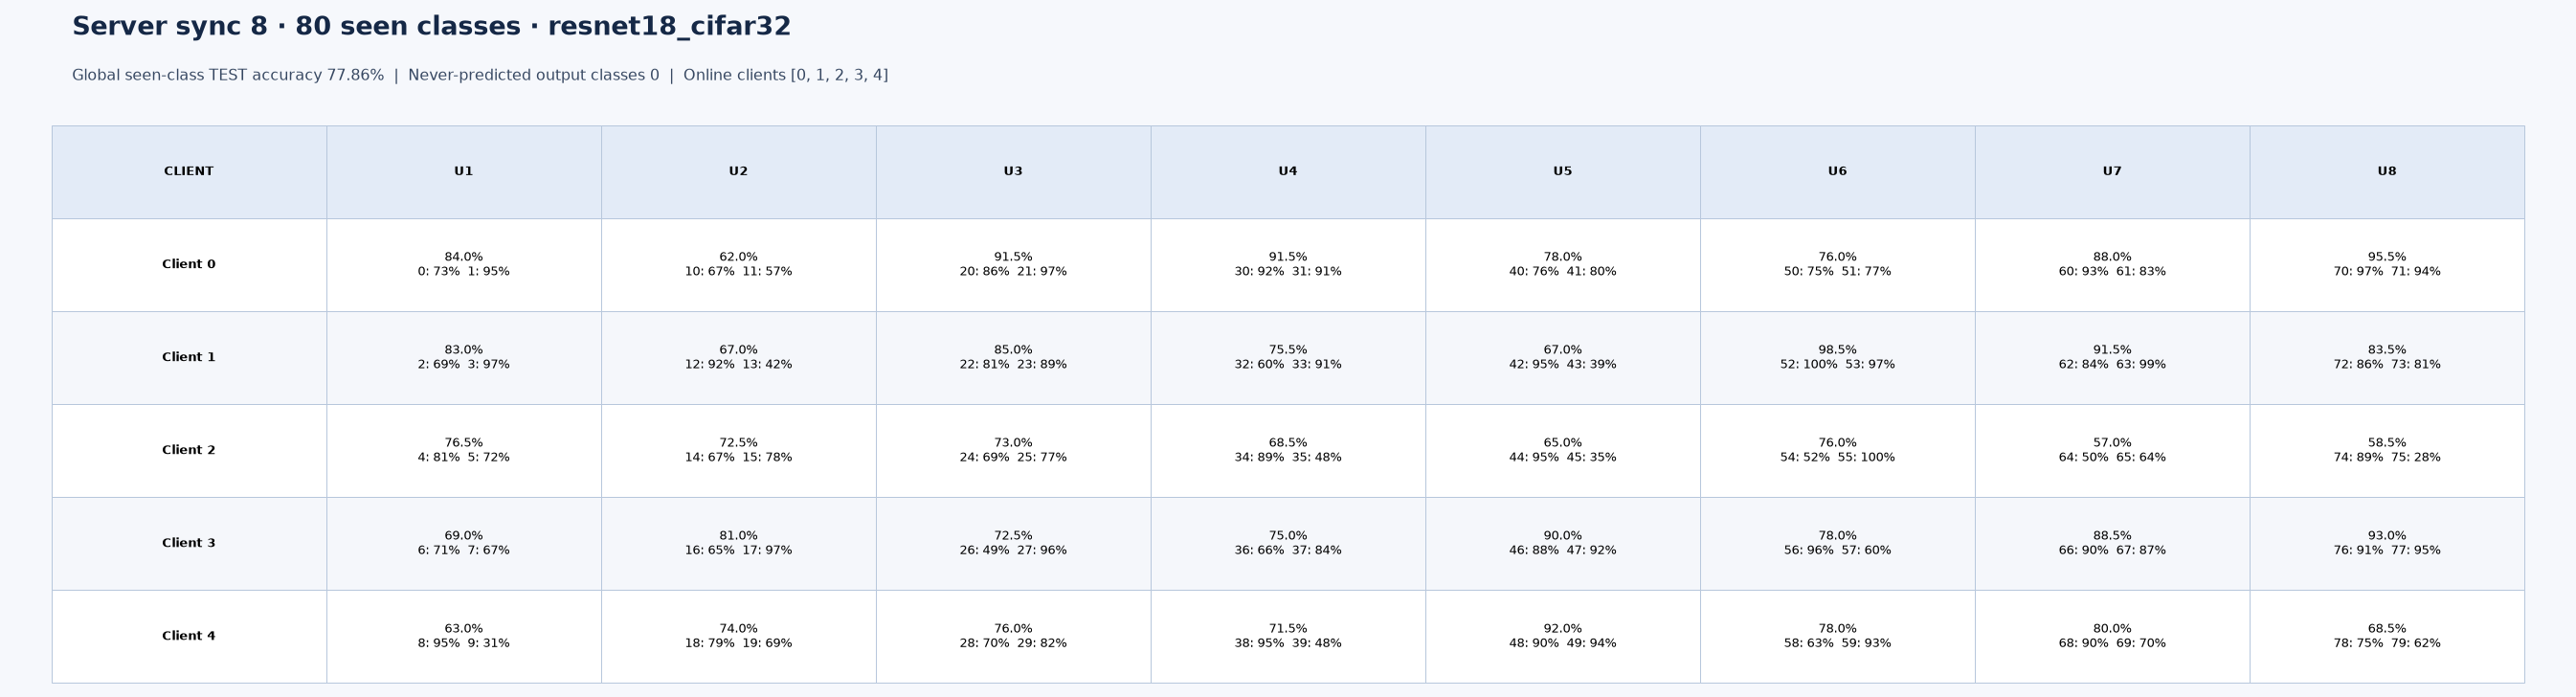 Server sync 8 · 80 seen classes · resnet18_cifar32
Global seen-class TEST accuracy 77.86% | Never-predicted output classes 0 | Online clients [0, 1, 2, 3, 4]
CLIENT U1 U2 U3 U4 U5 U6 U7 U8
84.0% 62.0% 91.5% 91.5% 78.0% 76.0% 88.0% 95.5%
Client 0
0: 73% 1: 95% 10: 67% 11: 57% 20: 86% 21: 97% 30: 92% 31: 91% 40: 76% 41: 80% 50: 75% 51: 77% 60: 93% 61: 83% 70: 97% 71: 94%
83.0% 67.0% 85.0% 75.5% 67.0% 98.5% 91.5% 83.5%
Client 1
2: 69% 3: 97% 12: 92% 13: 42% 22: 81% 23: 89% 32: 60% 33: 91% 42: 95% 43: 39% 52: 100% 53: 97% 62: 84% 63: 99% 72: 86% 73: 81%
76.5% 72.5% 73.0% 68.5% 65.0% 76.0% 57.0% 58.5%
Client 2
4: 81% 5: 72% 14: 67% 15: 78% 24: 69% 25: 77% 34: 89% 35: 48% 44: 95% 45: 35% 54: 52% 55: 100% 64: 50% 65: 64% 74: 89% 75: 28%
69.0% 81.0% 72.5% 75.0% 90.0% 78.0% 88.5% 93.0%
Client 3
6: 71% 7: 67% 16: 65% 17: 97% 26: 49% 27: 96% 36: 66% 37: 84% 46: 88% 47: 92% 56: 96% 57: 60% 66: 90% 67: 87% 76: 91% 77: 95%
63.0% 74.0% 76.0% 71.5% 92.0% 78.0% 80.0% 68.5%
Client 4
8: 95% 9: 31% 18: 79% 19: 69% 28: 70% 29: 82% 38: 95% 39: 48% 48: 90% 49: 94% 58: 63% 59: 93% 68: 90% 69: 70% 78: 75% 79: 62%